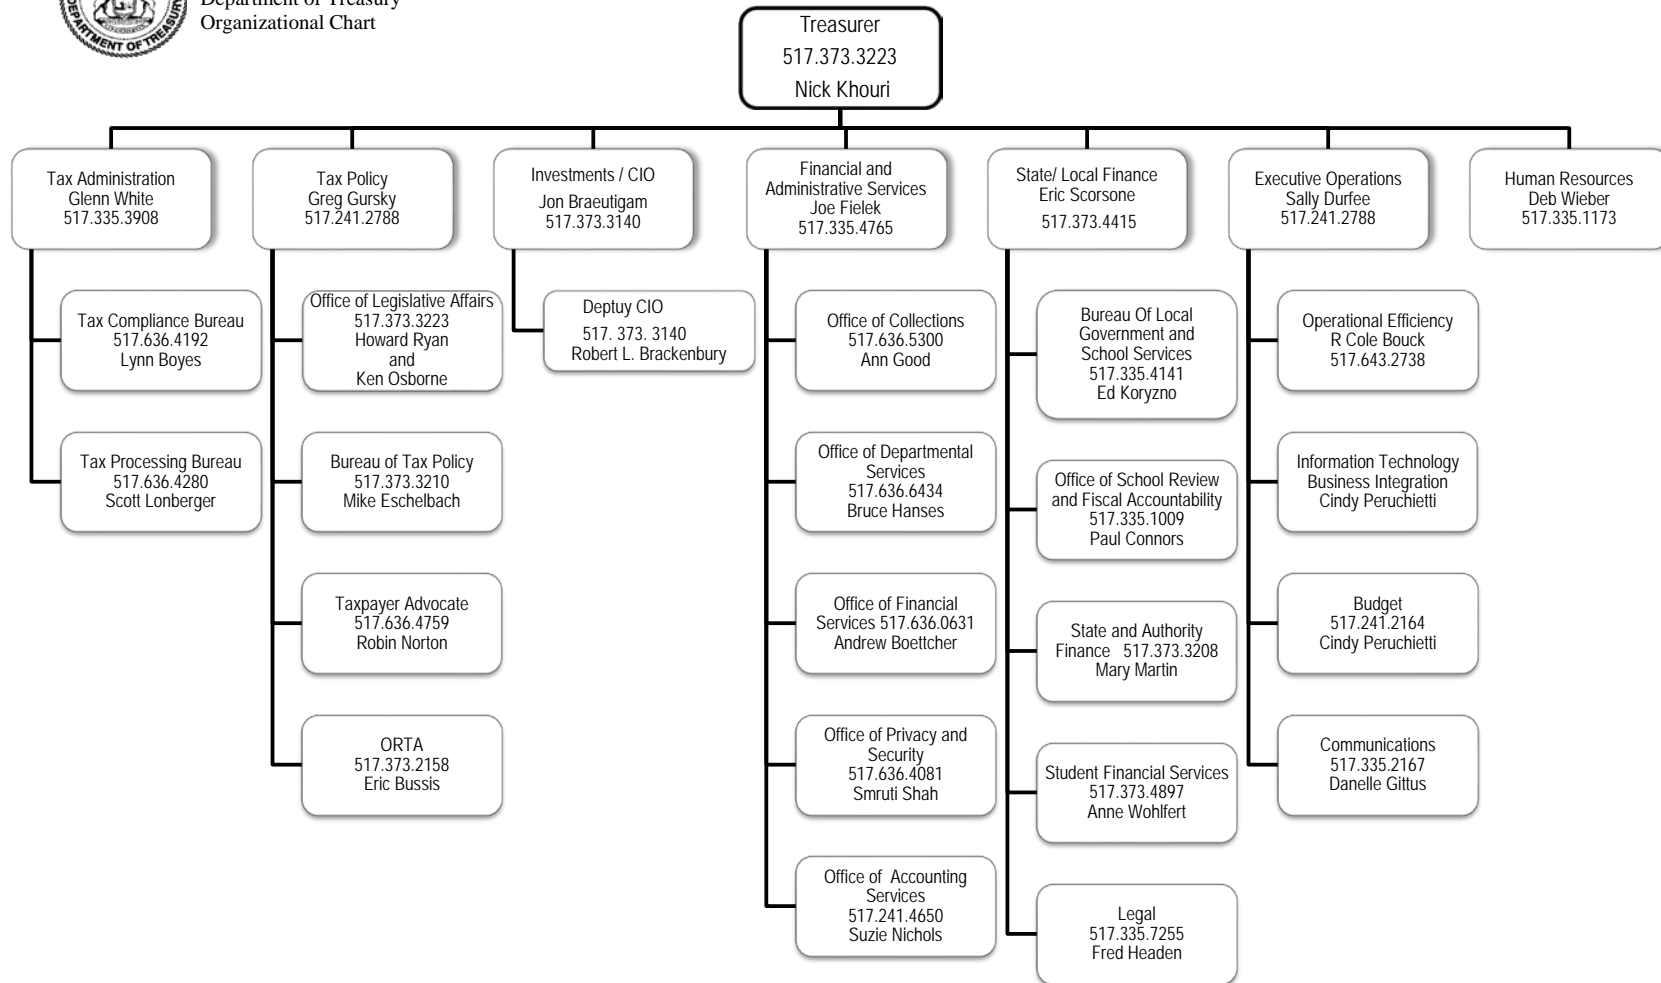 DEPARTMENT OF TREASURY
Department of Treasury
Organizational Chart
Treasurer
517.373.3223
Nick Khouri
Tax Administration
Glenn White
517.335.3908
Tax Policy
Greg Gursky
517.241.2788
Investments / CIO
Jon Braeutigam
517.373.3140
Financial and
Administrative Services
Joe Fielek
517.335.4765
State/ Local Finance
Eric Scorsone
517.373.4415
Executive Operations
Sally Durfee
517.241.2788
Human Resources
Deb Wieber
517.335.1173
Tax Compliance Bureau
517.636.4192
Lynn Boyes
Tax Processing Bureau
517.636.4280
Scott Lonberger
Office of Legislative Affairs
517.373.3223
Howard Ryan
and
Ken Osborne
Bureau of Tax Policy
517.373.3210
Mike Eschelbach
Taxpayer Advocate
517.636.4759
Robin Norton
ORTA
517.373.2158
Eric Bussis
Deptuy CIO
517. 373. 3140
Robert L. Brackenbury
Office of Collections
517.636.5300
Ann Good
Office of Departmental
Services
517.636.6434
Bruce Hanses
Office of Financial
Services 517.636.0631
Andrew Boettcher
Office of Privacy and
Security
517.636.4081
Smruti Shah
Office of Accounting
Services
517.241.4650
Suzie Nichols
Bureau Of Local
Government and
School Services
517.335.4141
Ed Koryzno
Office of School Review
and Fiscal Accountability
517.335.1009
Paul Connors
State and Authority
Finance 517.373.3208
Mary Martin
Student Financial Services
517.373.4897
Anne Wohlfert
Legal
517.335.7255
Fred Headen
Operational Efficiency
R Cole Bouck
517.643.2738
Information Technology
Business Integration
Cindy Peruchietti
Budget
517.241.2164
Cindy Peruchietti
Communications
517.335.2167
Danelle Gittus